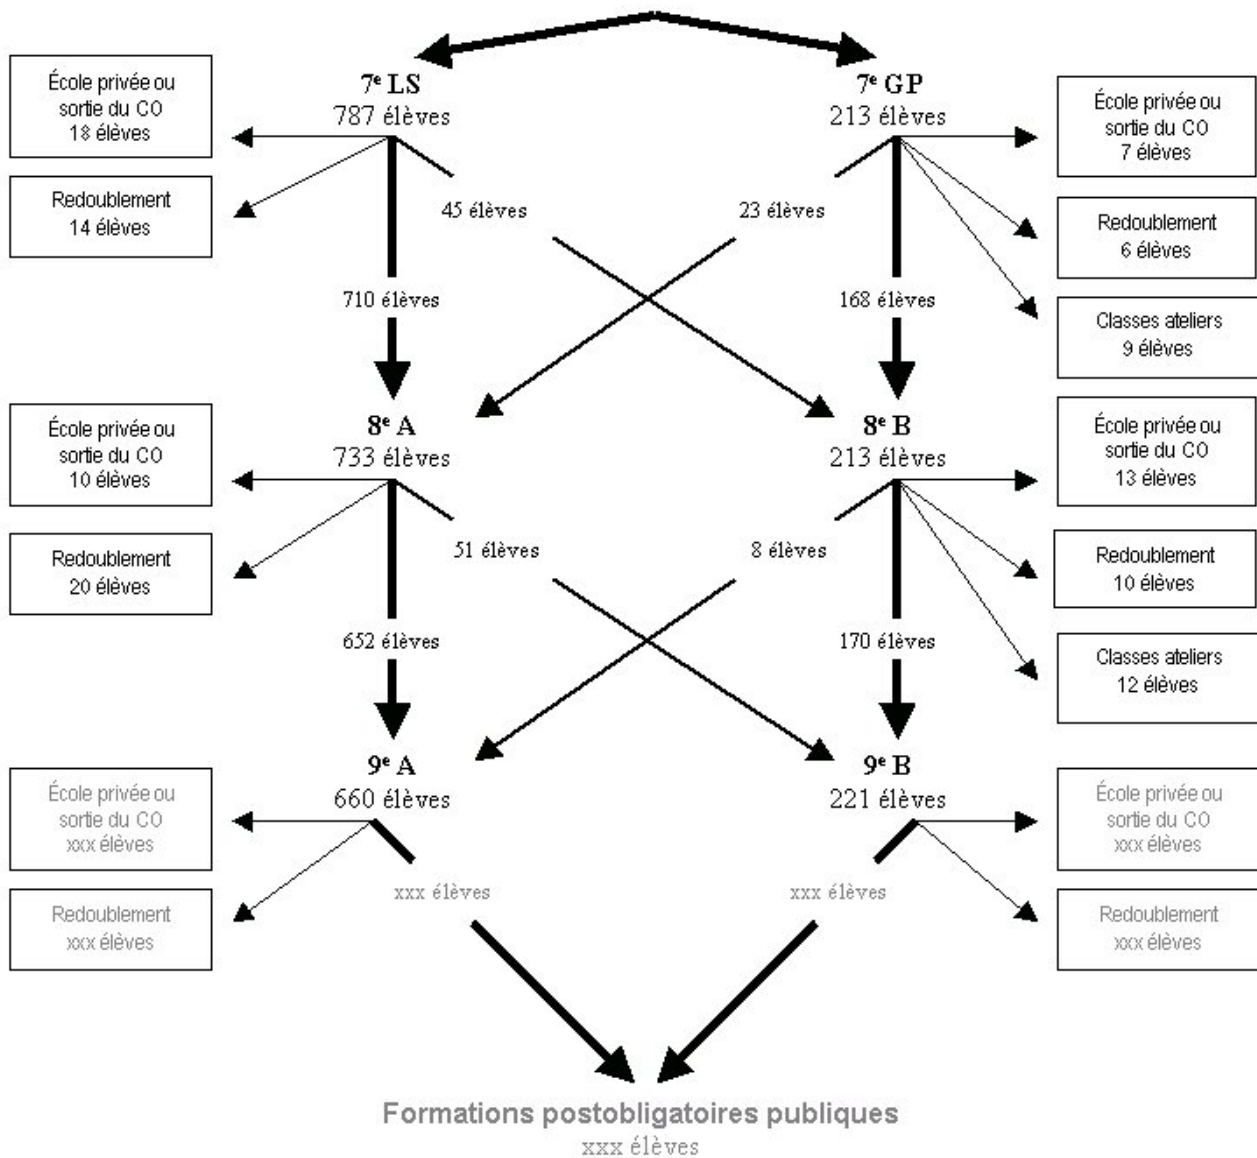 7e LS
787 élèves
7e GP
213 élèves
École privée ou
sortie du CO
18 élèves
École privée ou
sortie du CO
7 élèves
Redoublement
14 élèves
45 élèves
23 élèves
Redoublement
6 élèves
710 élèves
168 élèves
Classes ateliers
9 élèves
8e A
733 élèves
8e B
213 élèves
École privée ou
sortie du CO
10 élèves
École privée ou
sortie du CO
13 élèves
Redoublement
20 élèves
51 élèves
8 élèves
Redoublement
10 élèves
652 élèves
170 élèves
Classes ateliers
12 élèves
9e A
660 élèves
9e B
221 élèves
École privée ou
sortie du CO
xxx élèves
École privée ou
sortie du CO
xxx élèves
Redoublement
xxx élèves
xxx élèves
xxx élèves
Redoublement
xxx élèves
Formations postobligatoires publiques
xxx élèves